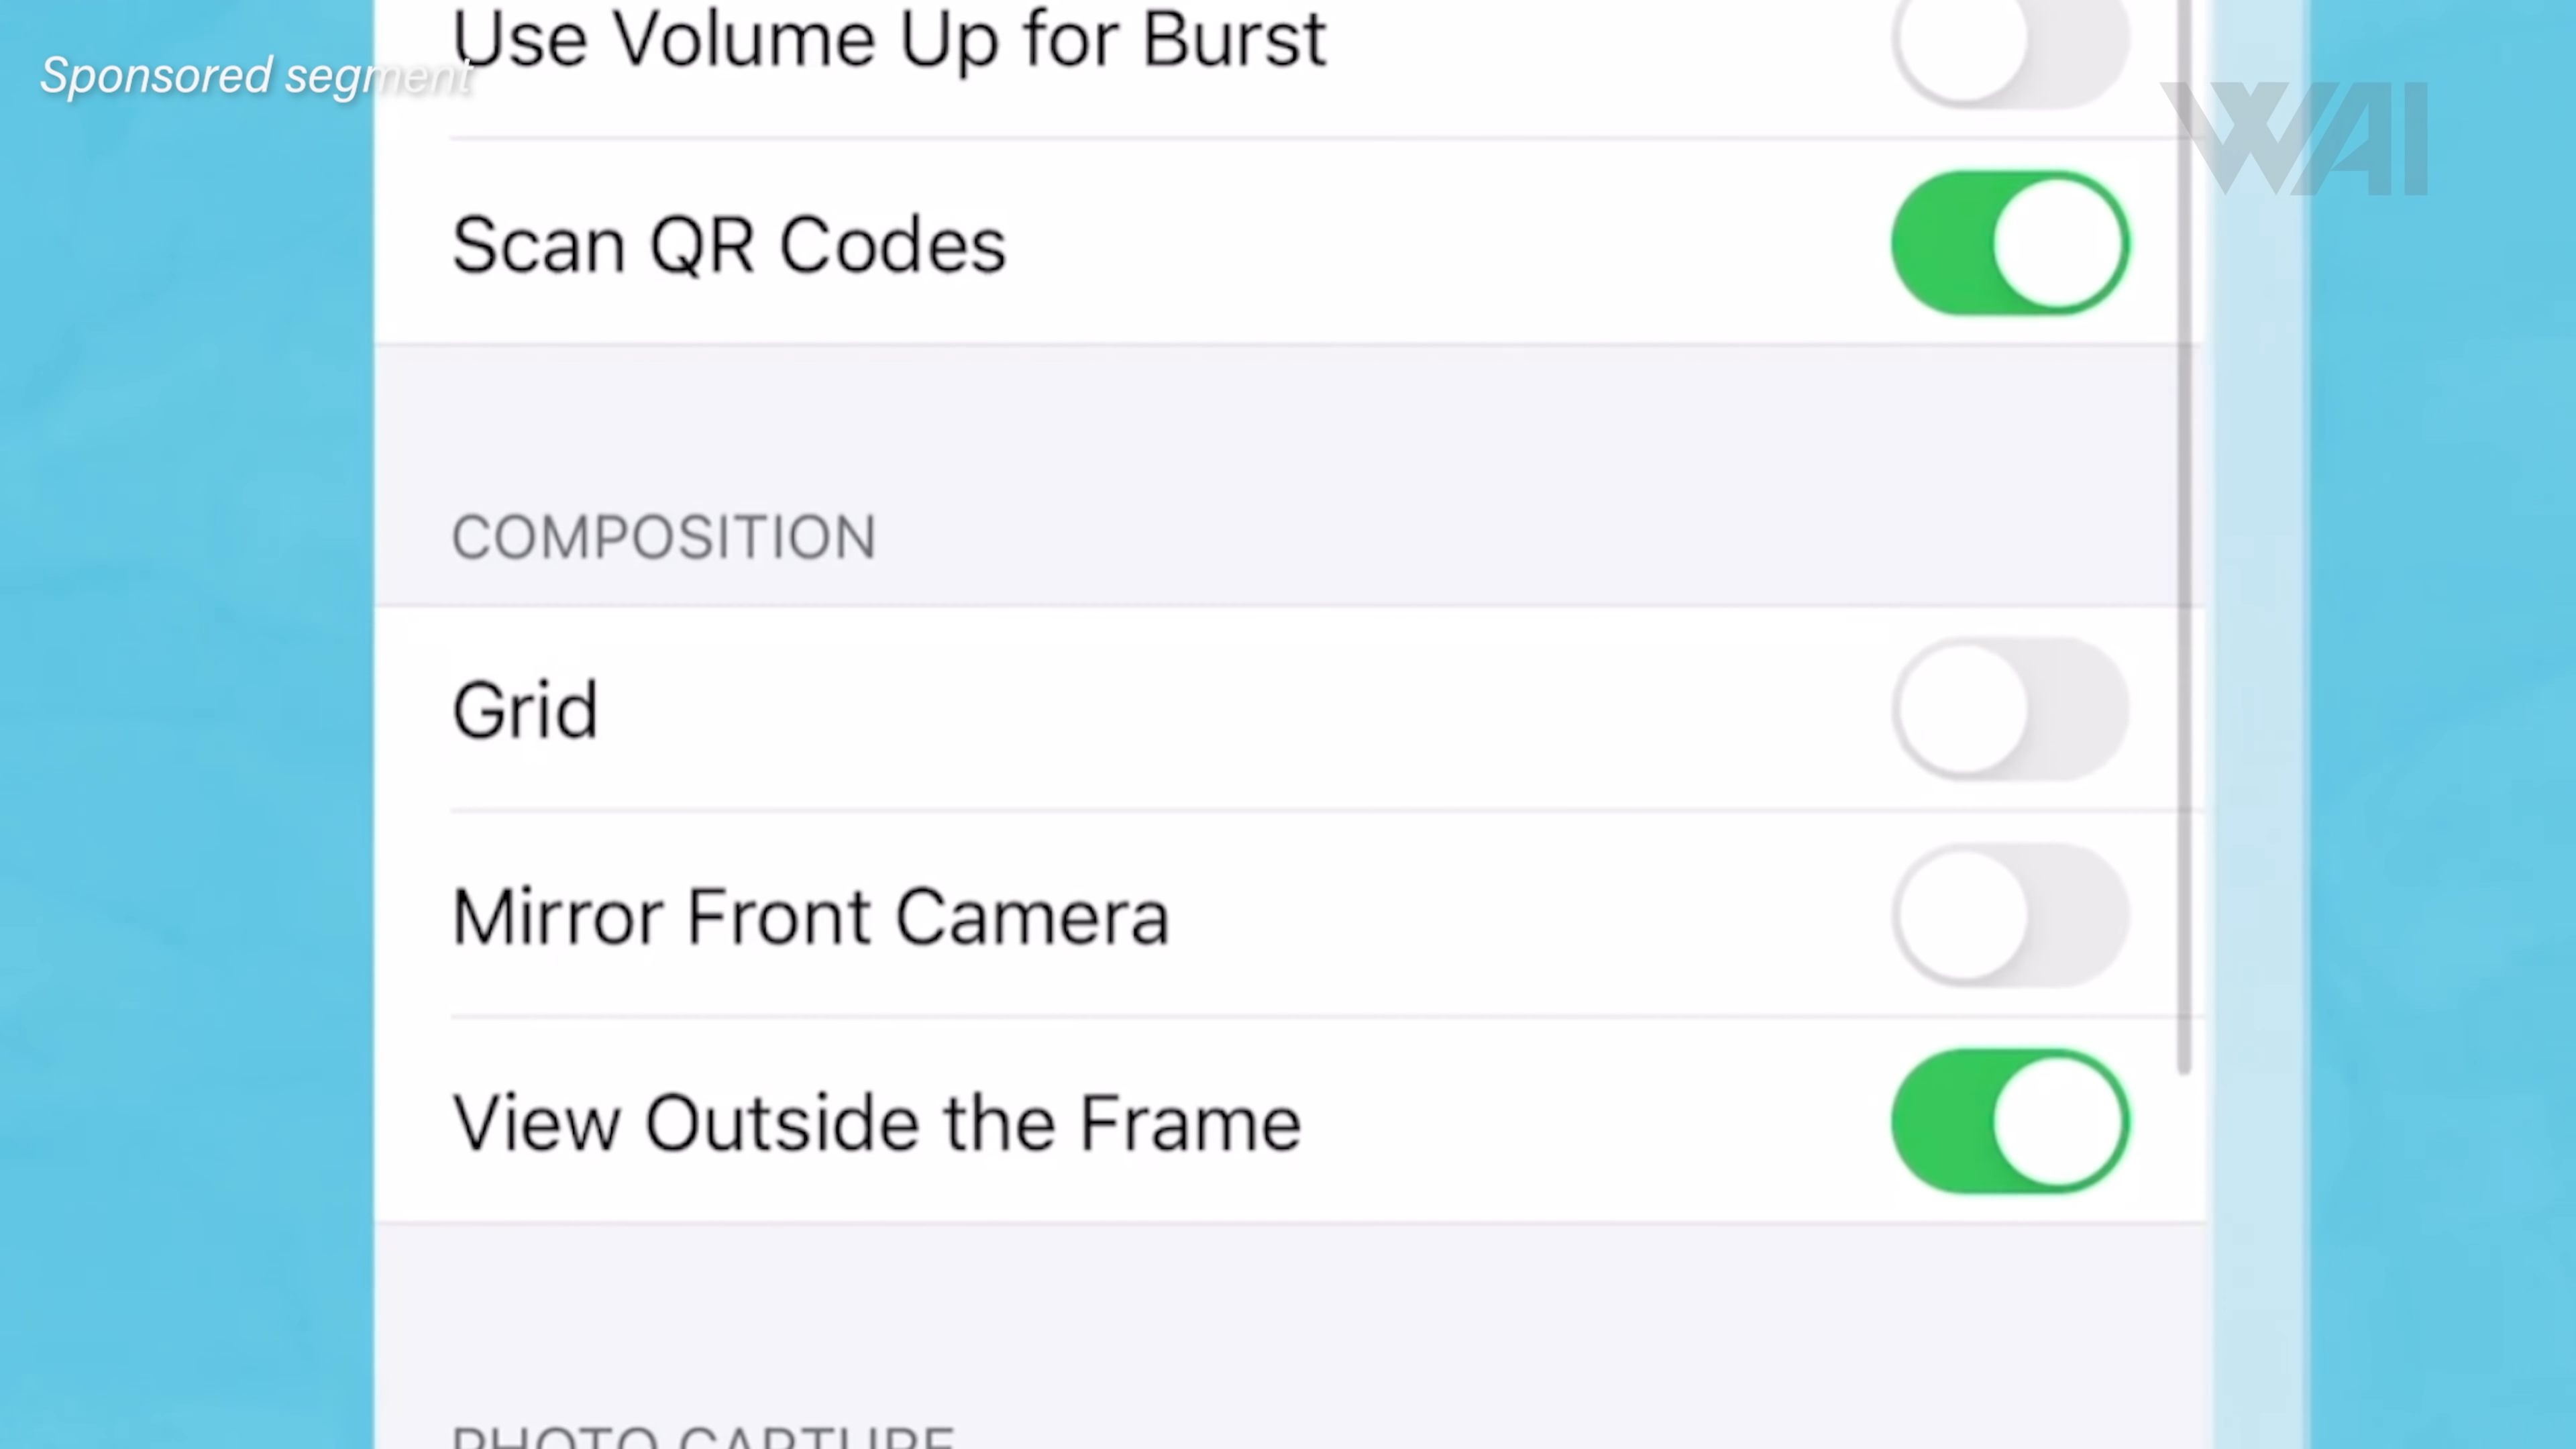 Use Volume Up for Burst
Sponsored segment
WAI
Scan QR Codes
COMPOSITION
Grid
Mirror Front Camera
View Outside the Frame
PHOTO CAPTURE